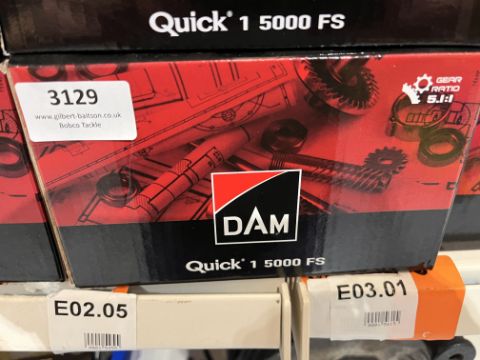 Quick® 1 5000 FS
3129
www.gilbert-baitson.co.uk
Bobco Tackle
GEAR
RATIO
5.1:1
DAM
Quick® 1 5000 FS
E02.05
E03.01